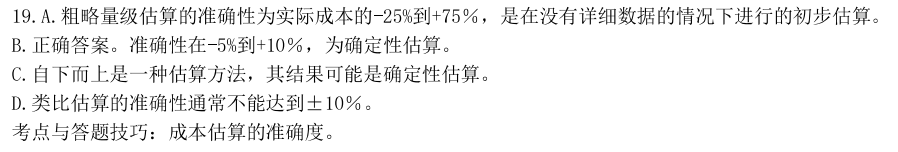 19. A. 粗略量级估算的准确性为实际成本的-25%到+75%，是在没有详细数据的情况下进行的初步估算。
B. 正确答案。准确性在-5%到+10%，为确定性估算。
C. 自下而上是一种估算方法，其结果可能是确定性估算。
D. 类比估算的准确性通常不能达到±10%。
考点与答题技巧：成本估算的准确度。